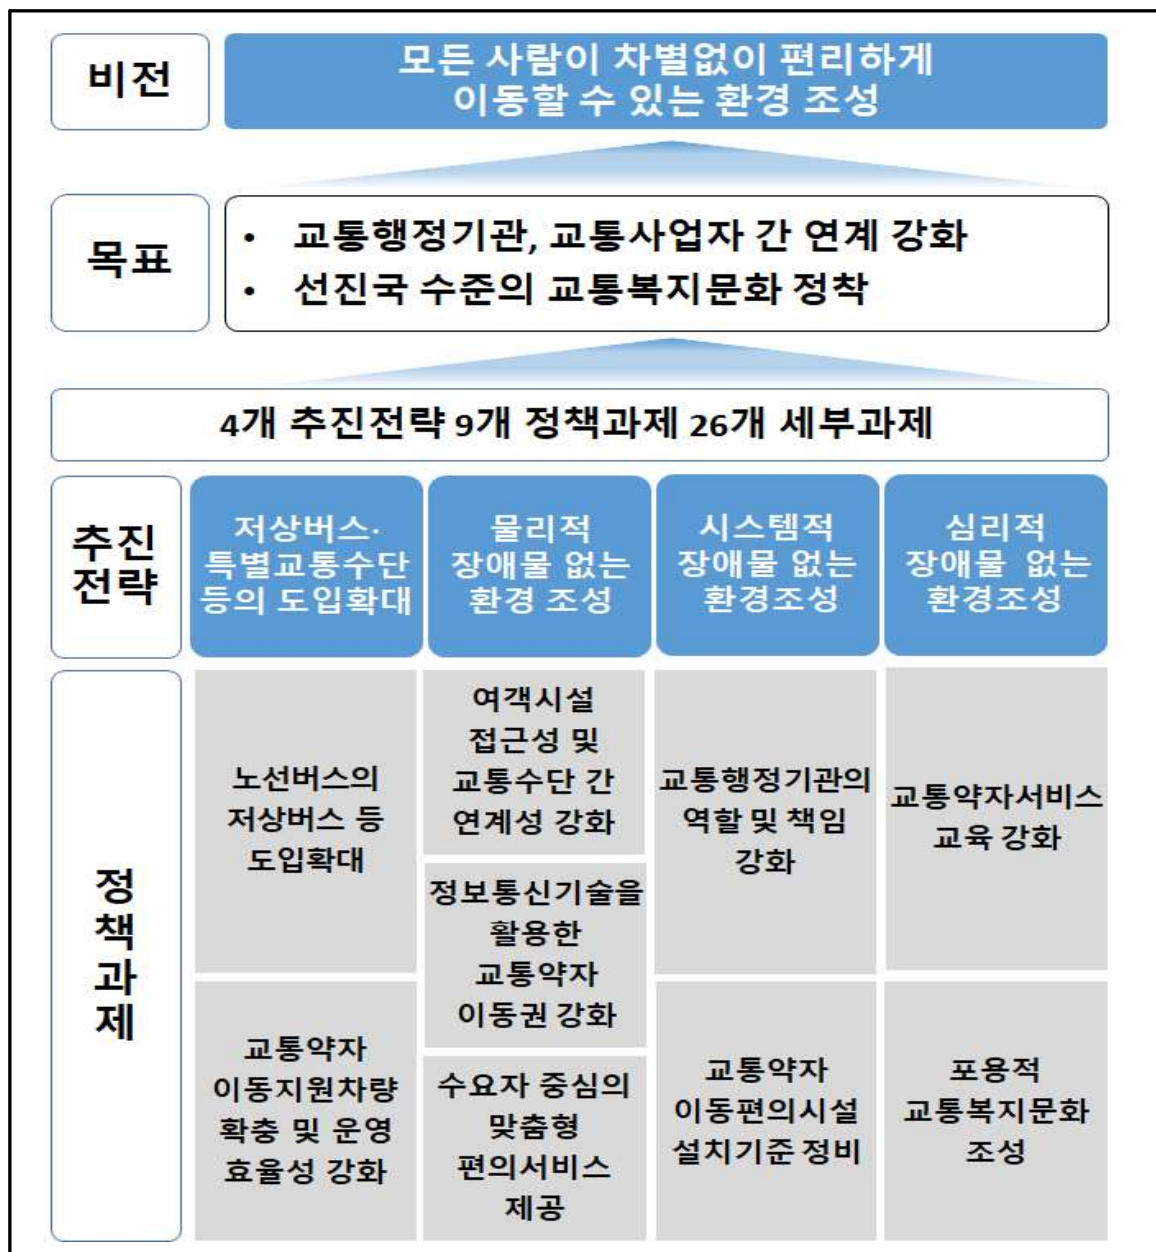 비전
모든 사람이 차별없이 편리하게
이동할 수 있는 환경 조성
목표
• 교통행정기관, 교통사업자 간 연계 강화
• 선진국 수준의 교통복지문화 정착
4개 추진전략 9개 정책과제 26개 세부과제
추진
전략
저상버스·
특별교통수단
등의 도입확대
물리적
장애물 없는
환경 조성
시스템적
장애물 없는
환경조성
심리적
장애물 없는
환경조성
정
책
과
제
노선버스의
저상버스 등
도입확대
교통약자
이동지원차량
확충 및 운영
효율성 강화
여객시설
접근성 및
교통수단 간
연계성 강화
정보통신기술을
활용한
교통약자
이동권 강화
수요자 중심의
맞춤형
편의서비스
제공
교통행정기관의
역할 및 책임
강화
교통약자
이동편의시설
설치기준 정비
교통약자서비스
교육 강화
포용적
교통복지문화
조성